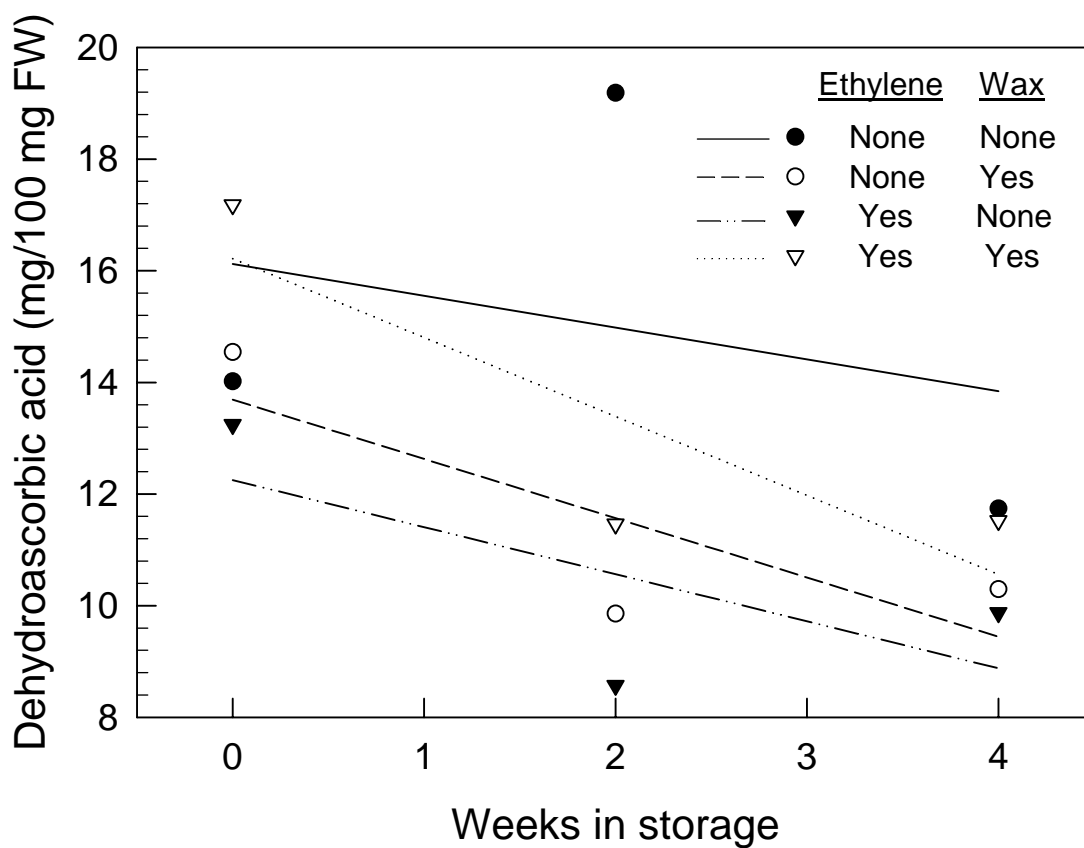 20
18
16
14
12
10
8
Dehydroascorbic acid (mg/100 mg FW)
Ethylene Wax
None None
None Yes
Yes None
Yes Yes
0 1 2 3 4
Weeks in storage